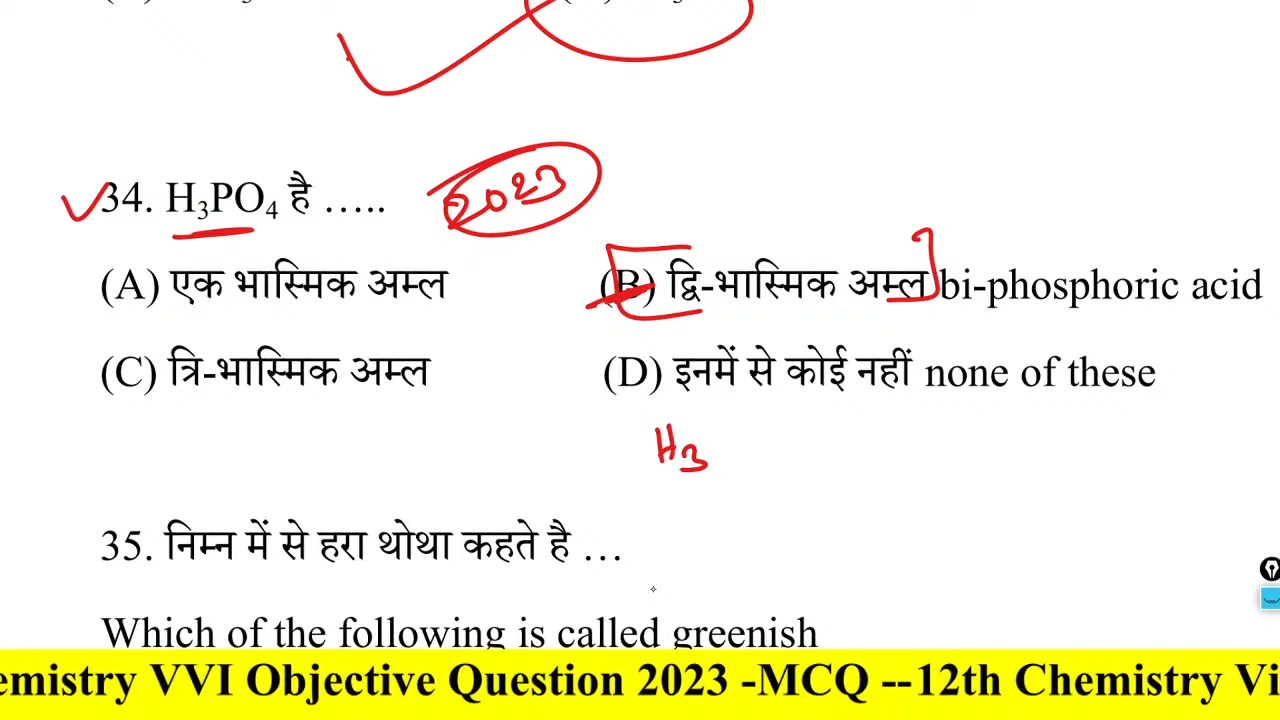 34. H₃PO₄ है ….. 2023
(A) एक भास्मिक अम्ल (B) द्वि-भास्मिक अम्ल bi-phosphoric acid
(C) त्रि-भास्मिक अम्ल (D) इनमें से कोई नहीं none of these
H3
35. निम्न में से हरा थोथा कहते है …
Which of the following is called greenish
emistry VVI Objective Question 2023 -MCQ --12th Chemistry Vi